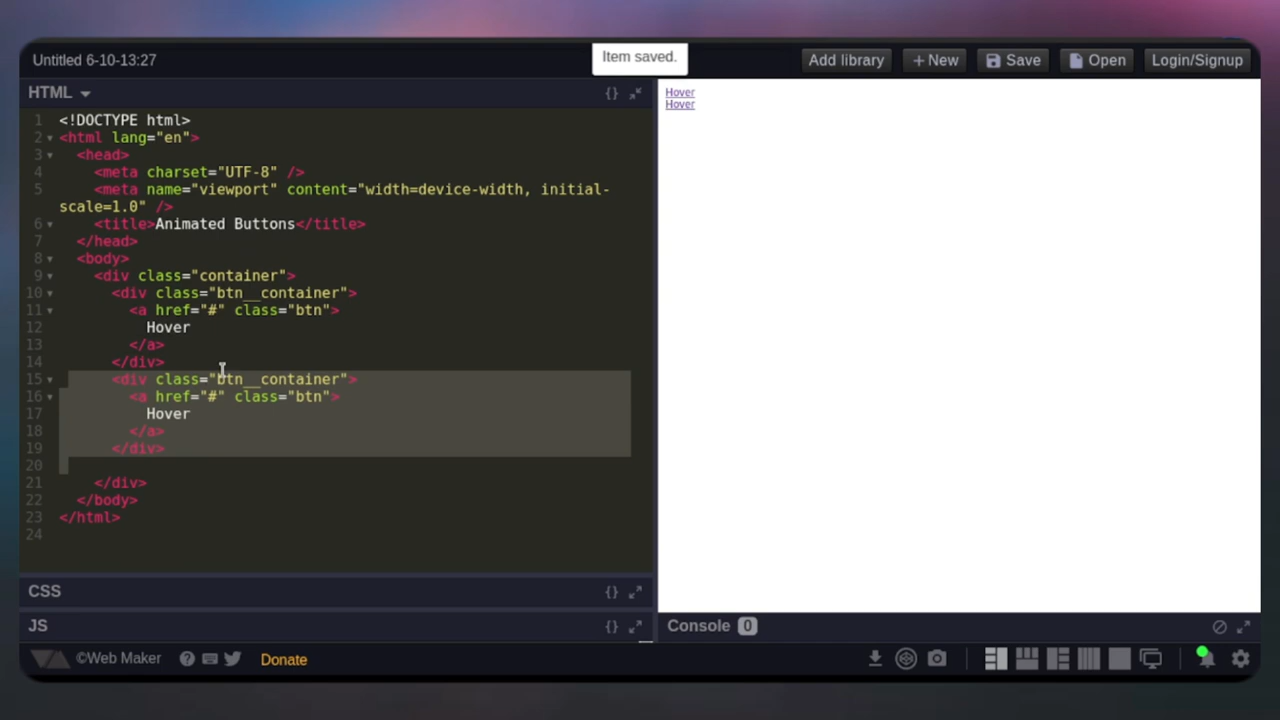 Untitled 6-10-13:27
Item saved.
Add library
+ New
Save
Open
Login/Signup
HTML
{}
1 <!DOCTYPE html>
2 <html lang="en">
3 <head>
4 <meta charset="UTF-8" />
5 <meta name="viewport" content="width=device-width, initial-
scale=1.0" />
6 <title>Animated Buttons</title>
7 </head>
8 <body>
9 <div class="container">
10 <div class="btn__container">
11 <a href="#" class="btn">
12 Hover
13 </a>
14 </div>
15 <div class="btn__container">
16 <a href="#" class="btn">
17 Hover
18 </a>
19 </div>
20
21 </div>
22 </body>
23 </html>
24
CSS
{}
JS
{}
Hover
Hover
Console 0
©Web Maker
Donate